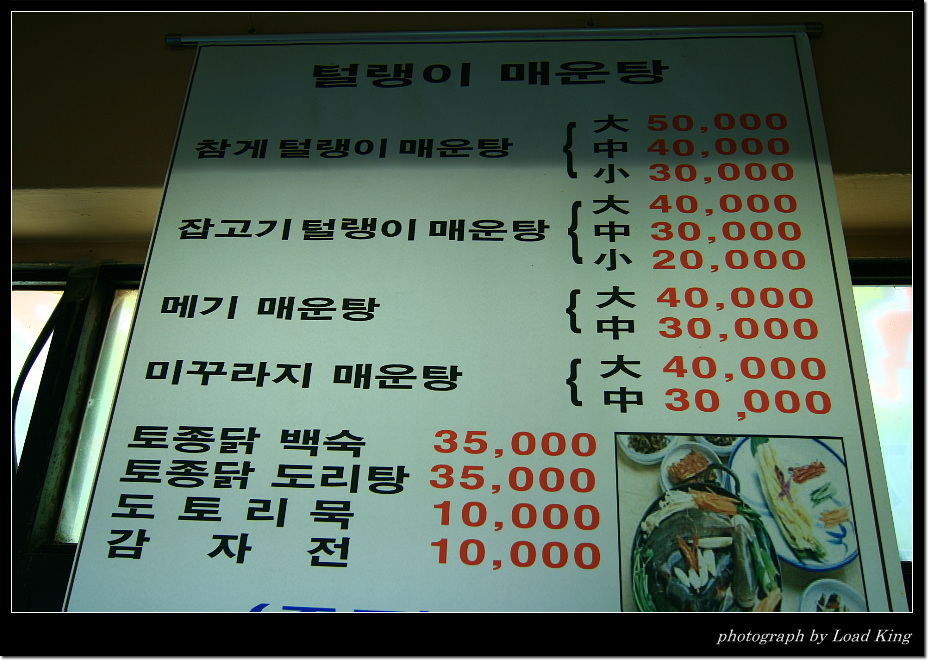 털랭이 매운탕
참게 털랭이 매운탕 大 50,000
中 40,000
小 30,000
잡고기 털랭이 매운탕 大 40,000
中 30,000
小 20,000
메기 매운탕 大 40,000
中 30,000
미꾸라지 매운탕 大 40,000
中 30,000
토종닭 백숙 35,000
토종닭 도리탕 35,000
도토리묵 10,000
감자전 10,000
photograph by Load King